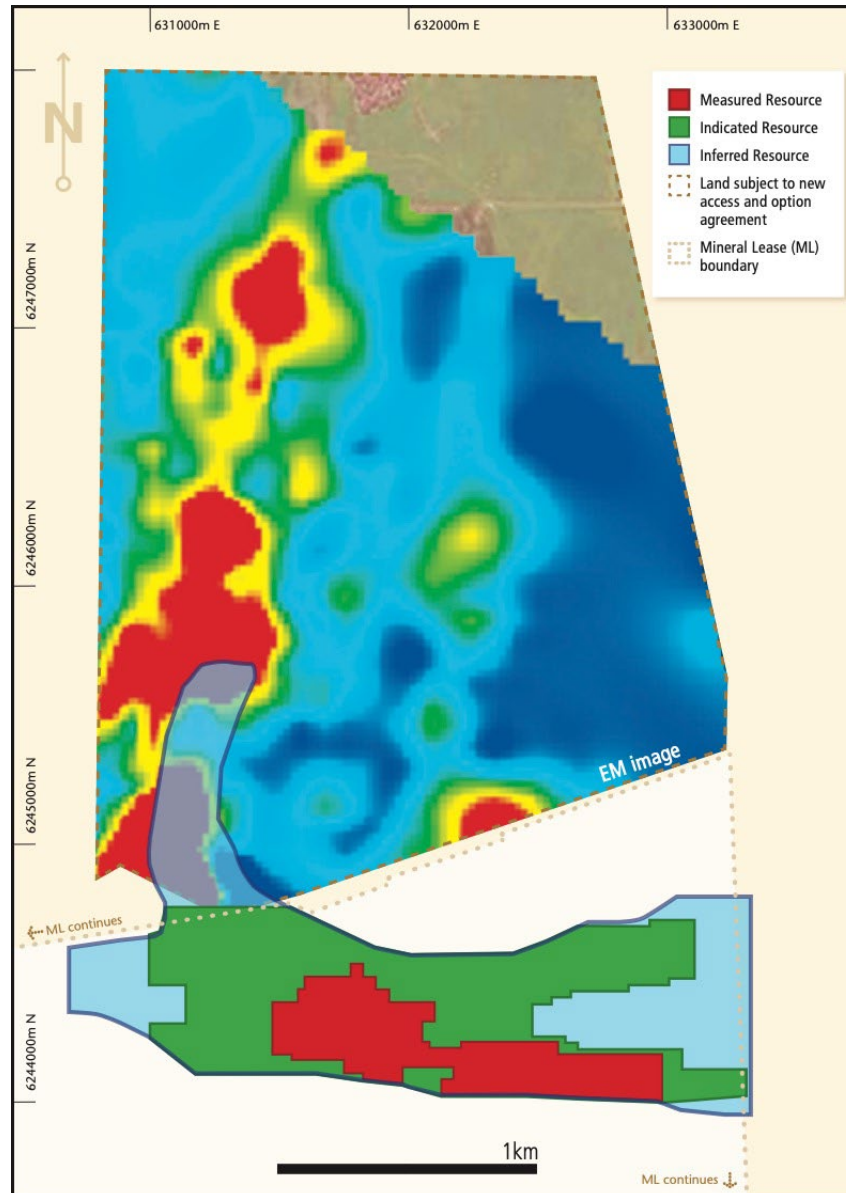 631000m E
632000m E
633000m E
N
Measured Resource
Indicated Resource
Inferred Resource
Land subject to new
access and option
agreement
Mineral Lease (ML)
boundary
6247000m N
6246000m N
EM image
6245000m N
ML continues
6244000m N
1km
ML continues